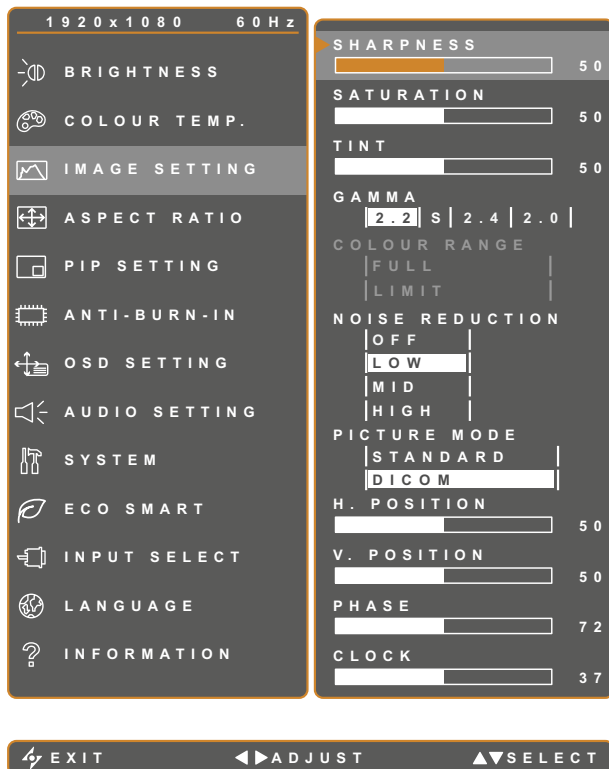 1920x1080 60Hz
BRIGHTNESS
COLOUR TEMP.
IMAGE SETTING
ASPECT RATIO
PIP SETTING
ANTI-BURN-IN
OSD SETTING
AUDIO SETTING
SYSTEM
ECO SMART
INPUT SELECT
LANGUAGE
INFORMATION
SHARPNESS
50
SATURATION
50
TINT
50
GAMMA
2.2 S 2.4 2.0
COLOUR RANGE
FULL
LIMIT
NOISE REDUCTION
OFF
LOW
MID
HIGH
PICTURE MODE
STANDARD
DICOM
H. POSITION
50
V. POSITION
50
PHASE
72
CLOCK
37
EXIT ADJUST SELECT